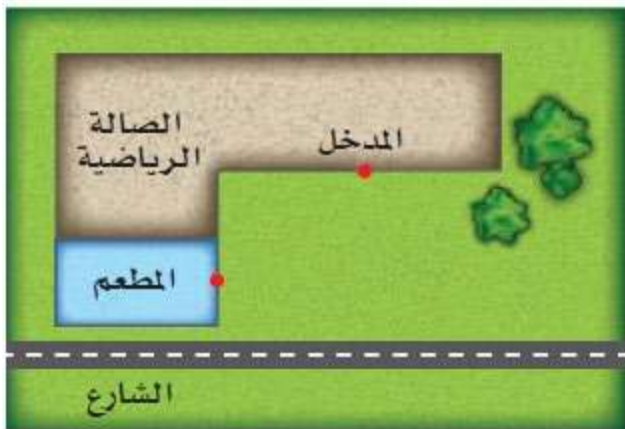 الصالة
الرياضية
المدخل
المطعم
الشارع